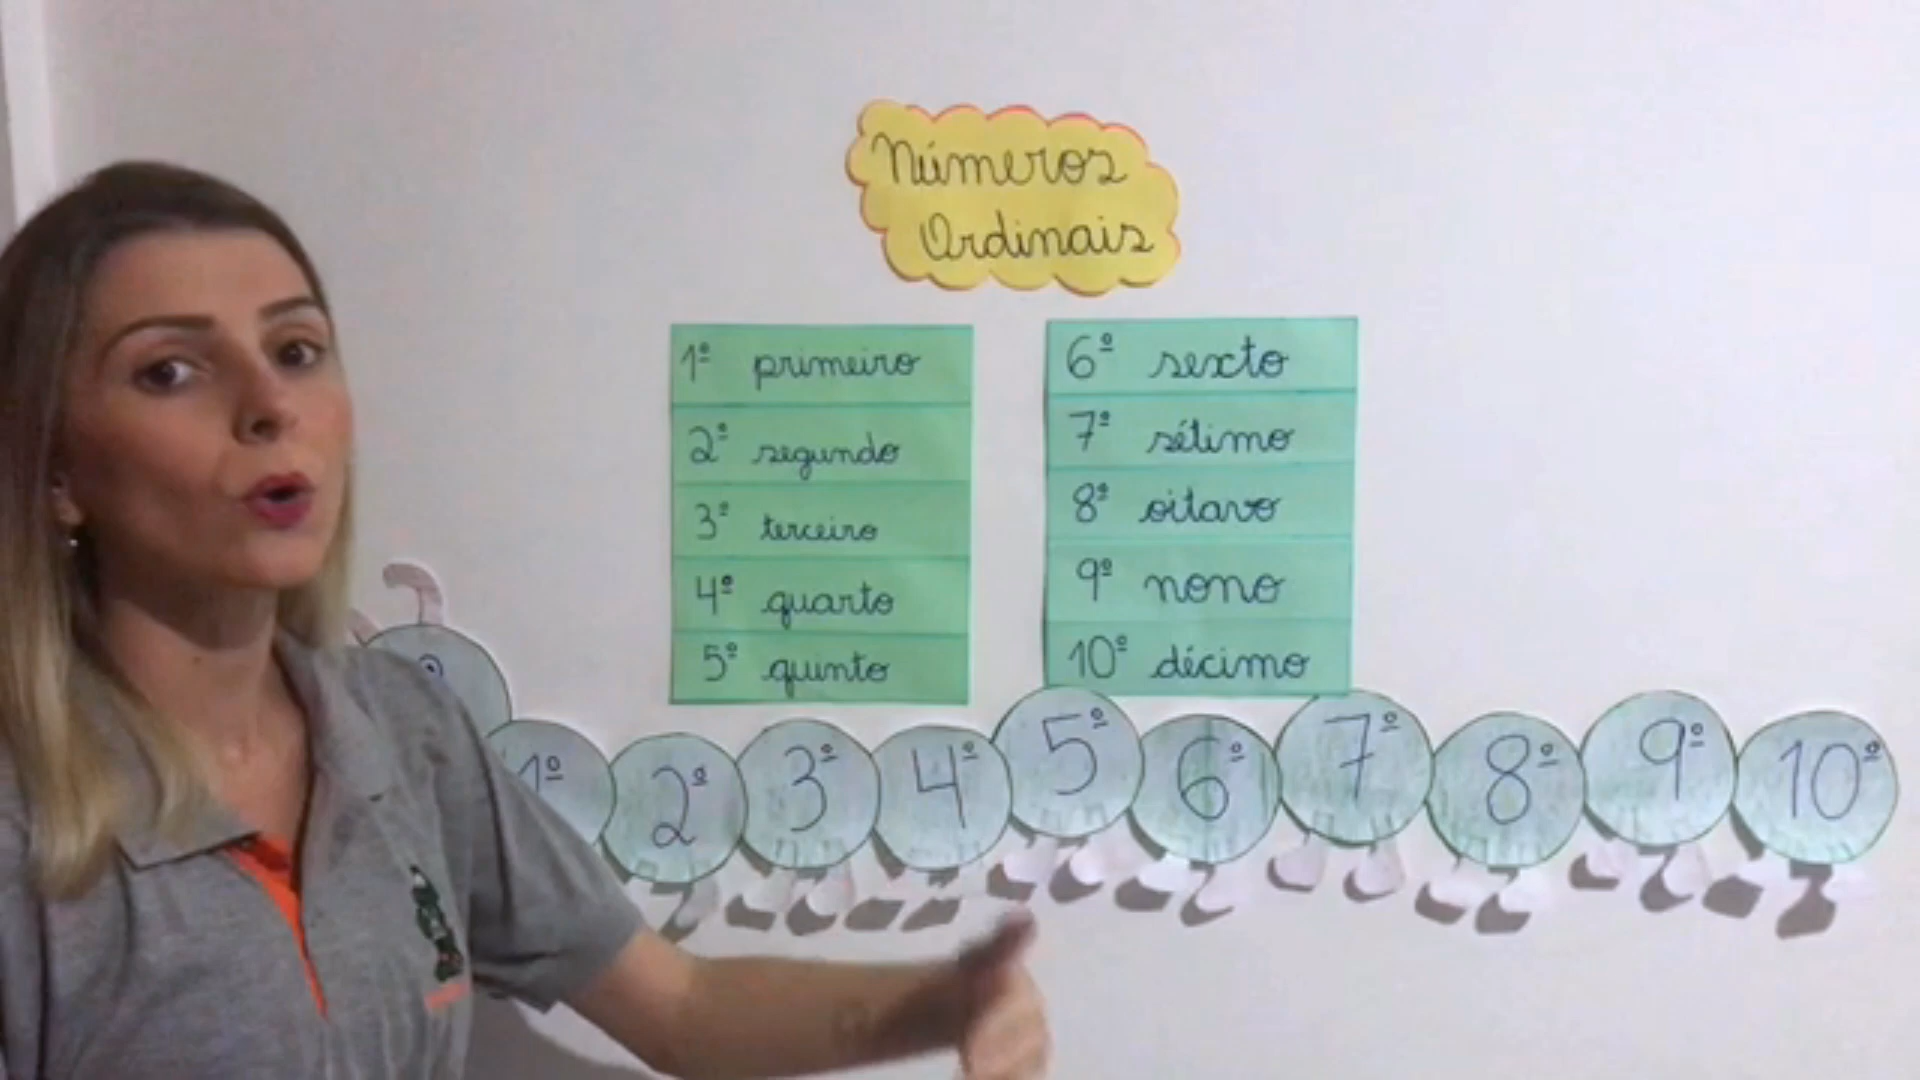 Números
Ordinais
1º primeiro
2º segundo
3º terceiro
4º quarto
5º quinto
6º sexto
7º sétimo
8º oitavo
9º nono
10º décimo
1º
2º
3º
4º
5º
6º
7º
8º
9º
10º